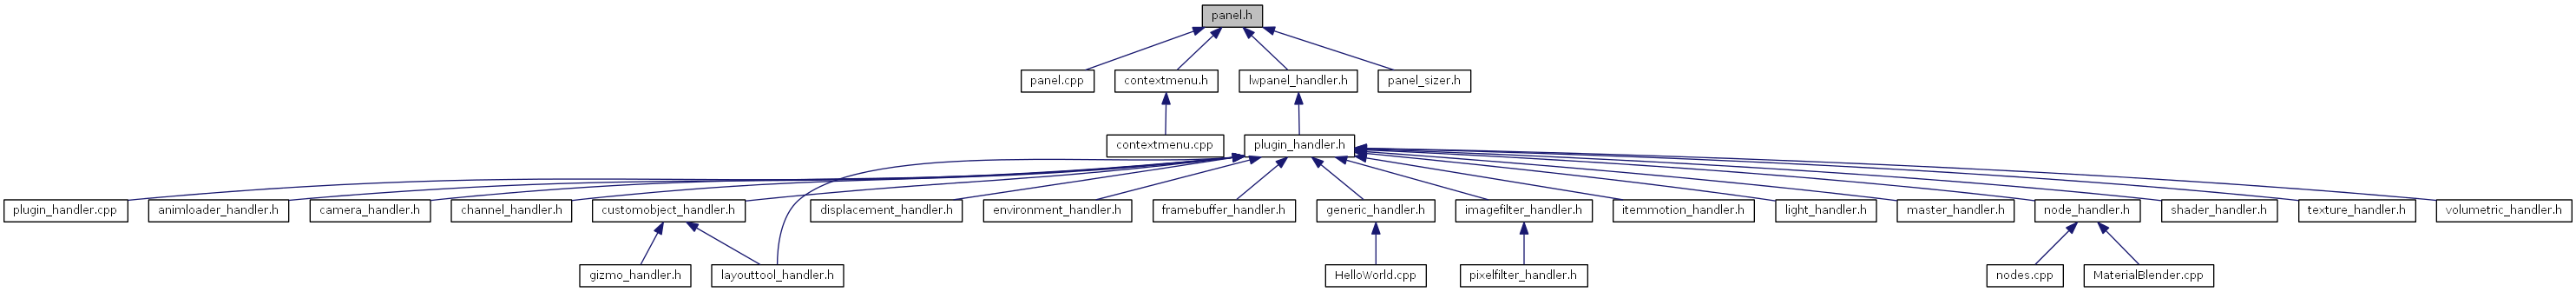 panel.h
panel.cpp
contextmenu.h
lwpanel_handler.h
panel_sizer.h
contextmenu.cpp
plugin_handler.h
plugin_handler.cpp
animloader_handler.h
camera_handler.h
channel_handler.h
customobject_handler.h
displacement_handler.h
environment_handler.h
framebuffer_handler.h
generic_handler.h
imagefilter_handler.h
itemmotion_handler.h
light_handler.h
master_handler.h
node_handler.h
shader_handler.h
texture_handler.h
volumetric_handler.h
gizmo_handler.h
layouttool_handler.h
HelloWorld.cpp
pixelfilter_handler.h
nodes.cpp
MaterialBlender.cpp